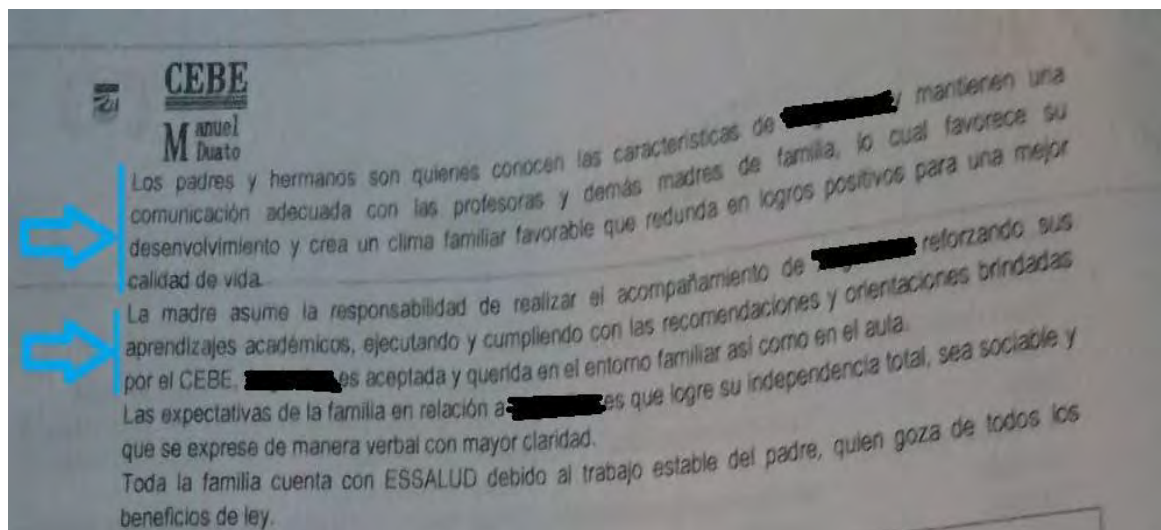 CEBE
Manuel
Duato
Los padres y hermanos son quienes conocen las características de y mantienen una
comunicación adecuada con las profesoras y demás madres de familia, lo cual favorece su
desenvolvimiento y crea un clima familiar favorable que redunda en logros positivos para una mejor
calidad de vida.
La madre asume la responsabilidad de realizar el acompañamiento de reforzando sus
aprendizajes académicos, ejecutando y cumpliendo con las recomendaciones y orientaciones brindadas
por el CEBE. es aceptada y querida en el entorno familiar así como en el aula.
Las expectativas de la familia en relación a es que logre su independencia total, sea sociable y
que se exprese de manera verbal con mayor claridad.
Toda la familia cuenta con ESSALUD debido al trabajo estable del padre, quien goza de todos los
beneficios de ley.